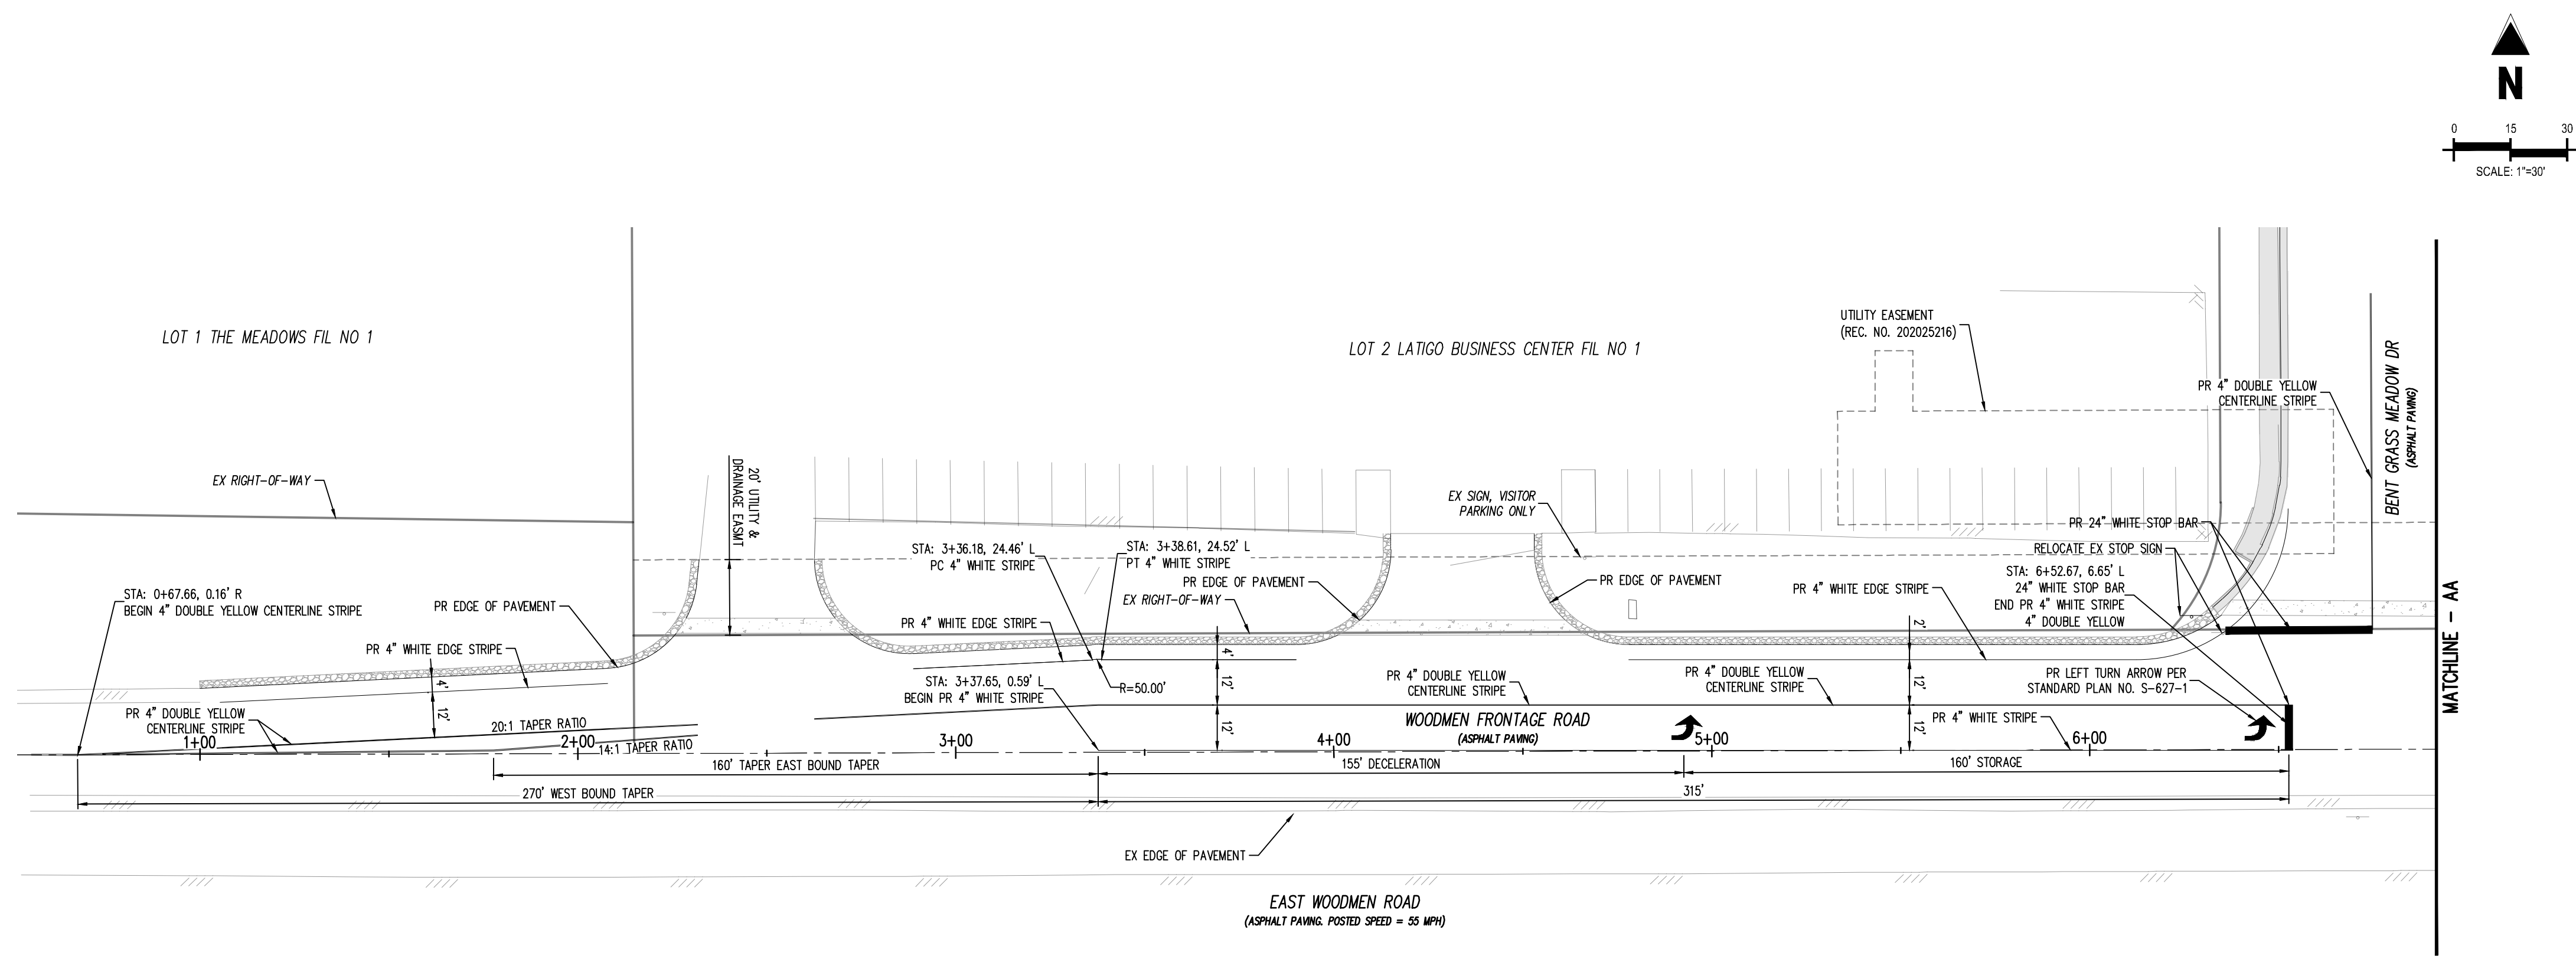 N
0 15 30
SCALE: 1"=30'
LOT 1 THE MEADOWS FIL NO 1
LOT 2 LATIGO BUSINESS CENTER FIL NO 1
UTILITY EASEMENT
(REC. NO. 202025216)
BENT GRASS MEADOW DR
(ASPHALT PAVING)
PR 4" DOUBLE YELLOW
CENTERLINE STRIPE
EX RIGHT-OF-WAY
20' UTILITY &
DRAINAGE EASMT
EX SIGN, VISITOR
PARKING ONLY
PR 24" WHITE STOP BAR
RELOCATE EX STOP SIGN
STA: 6+52.67, 6.65' L
24" WHITE STOP BAR
END PR 4" WHITE STRIPE
4" DOUBLE YELLOW
STA: 3+36.18, 24.46' L
PC 4" WHITE STRIPE
STA: 3+38.61, 24.52' L
PT 4" WHITE STRIPE
PR EDGE OF PAVEMENT
EX RIGHT-OF-WAY
PR EDGE OF PAVEMENT
PR 4" WHITE EDGE STRIPE
STA: 0+67.66, 0.16' R
BEGIN 4" DOUBLE YELLOW CENTERLINE STRIPE
PR EDGE OF PAVEMENT
PR 4" WHITE EDGE STRIPE
PR 4" WHITE EDGE STRIPE
4'
12'
4'
12'
12'
2'
12'
12'
STA: 3+37.65, 0.59' L
BEGIN PR 4" WHITE STRIPE
R=50.00'
PR 4" DOUBLE YELLOW
CENTERLINE STRIPE
PR 4" DOUBLE YELLOW
CENTERLINE STRIPE
PR LEFT TURN ARROW PER
STANDARD PLAN NO. S-627-1
PR 4" WHITE STRIPE
PR 4" DOUBLE YELLOW
CENTERLINE STRIPE
20:1 TAPER RATIO
14:1 TAPER RATIO
WOODMEN FRONTAGE ROAD
(ASPHALT PAVING)
1+00
2+00
3+00
4+00
5+00
6+00
160' TAPER EAST BOUND TAPER
155' DECELERATION
160' STORAGE
270' WEST BOUND TAPER
315'
EX EDGE OF PAVEMENT
EAST WOODMEN ROAD
(ASPHALT PAVING. POSTED SPEED = 55 MPH)
MATCHLINE - AA